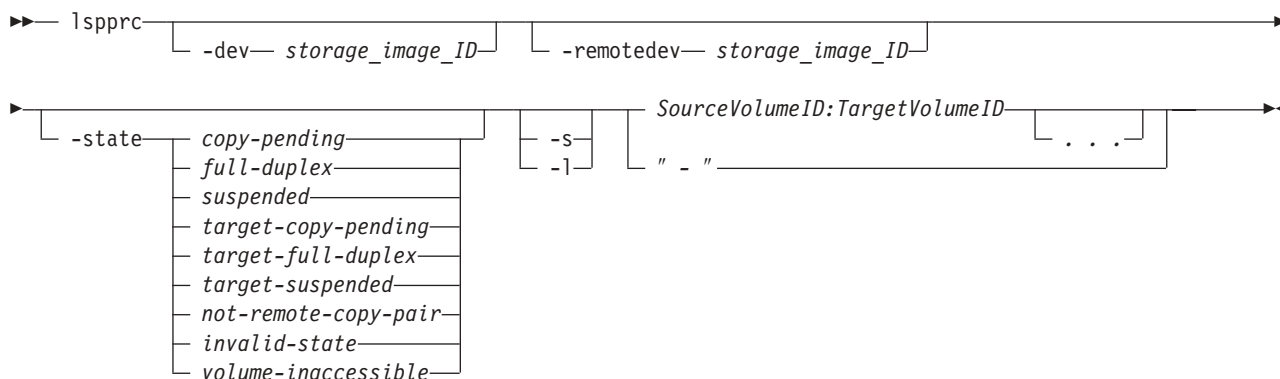 lspprc
-dev storage_image_ID -remotedev storage_image_ID
SourceVolumeID:TargetVolumeID
-state copy-pending -s . . .
full-duplex -l " - "
suspended
target-copy-pending
target-full-duplex
target-suspended
not-remote-copy-pair
invalid-state
volume-inaccessible